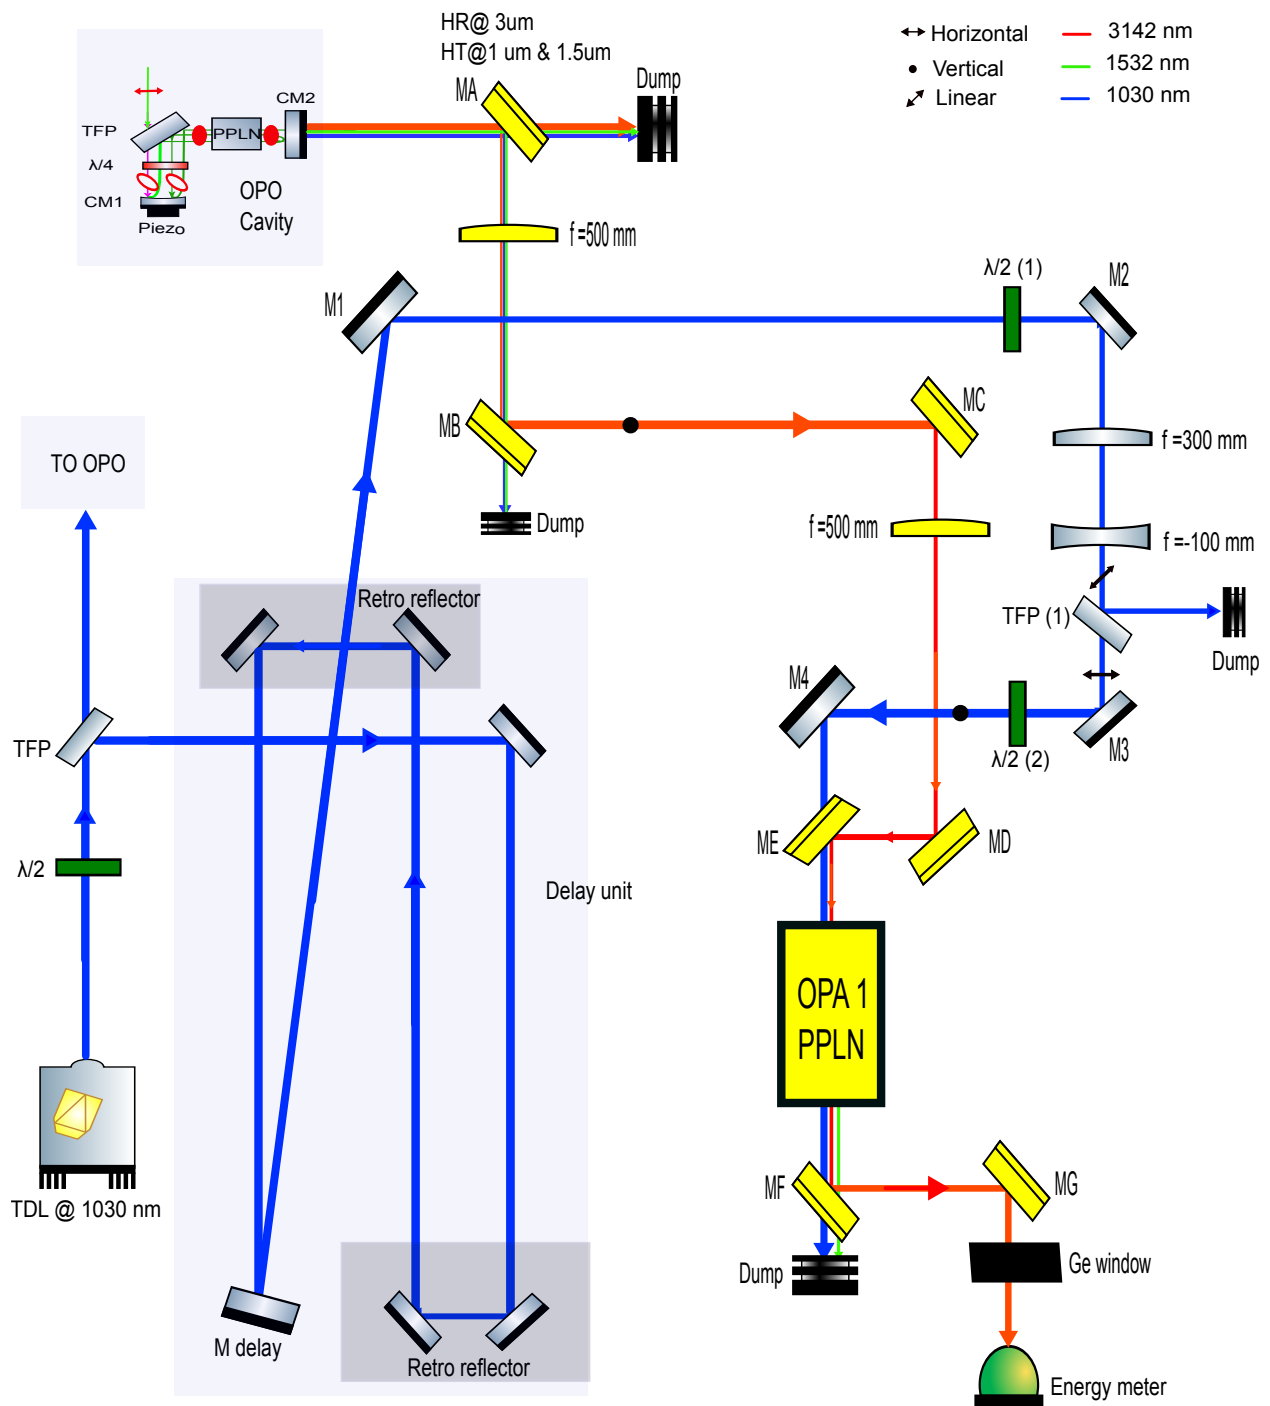 HR@ 3um
HT@1 um & 1.5um
Horizontal
3142 nm
Vertical
1532 nm
Linear
1030 nm
MA
Dump
CM2
TFP
PPLN
λ/4
CM1
Piezo
OPO
Cavity
f =500 mm
M1
λ/2 (1)
M2
MB
MC
f =300 mm
TO OPO
Dump
f =500 mm
f =-100 mm
Retro reflector
TFP (1)
Dump
M4
TFP
λ/2 (2)
M3
ME
MD
λ/2
Delay unit
OPA 1
PPLN
TDL @ 1030 nm
MF
MG
Dump
Ge window
M delay
Retro reflector
Energy meter